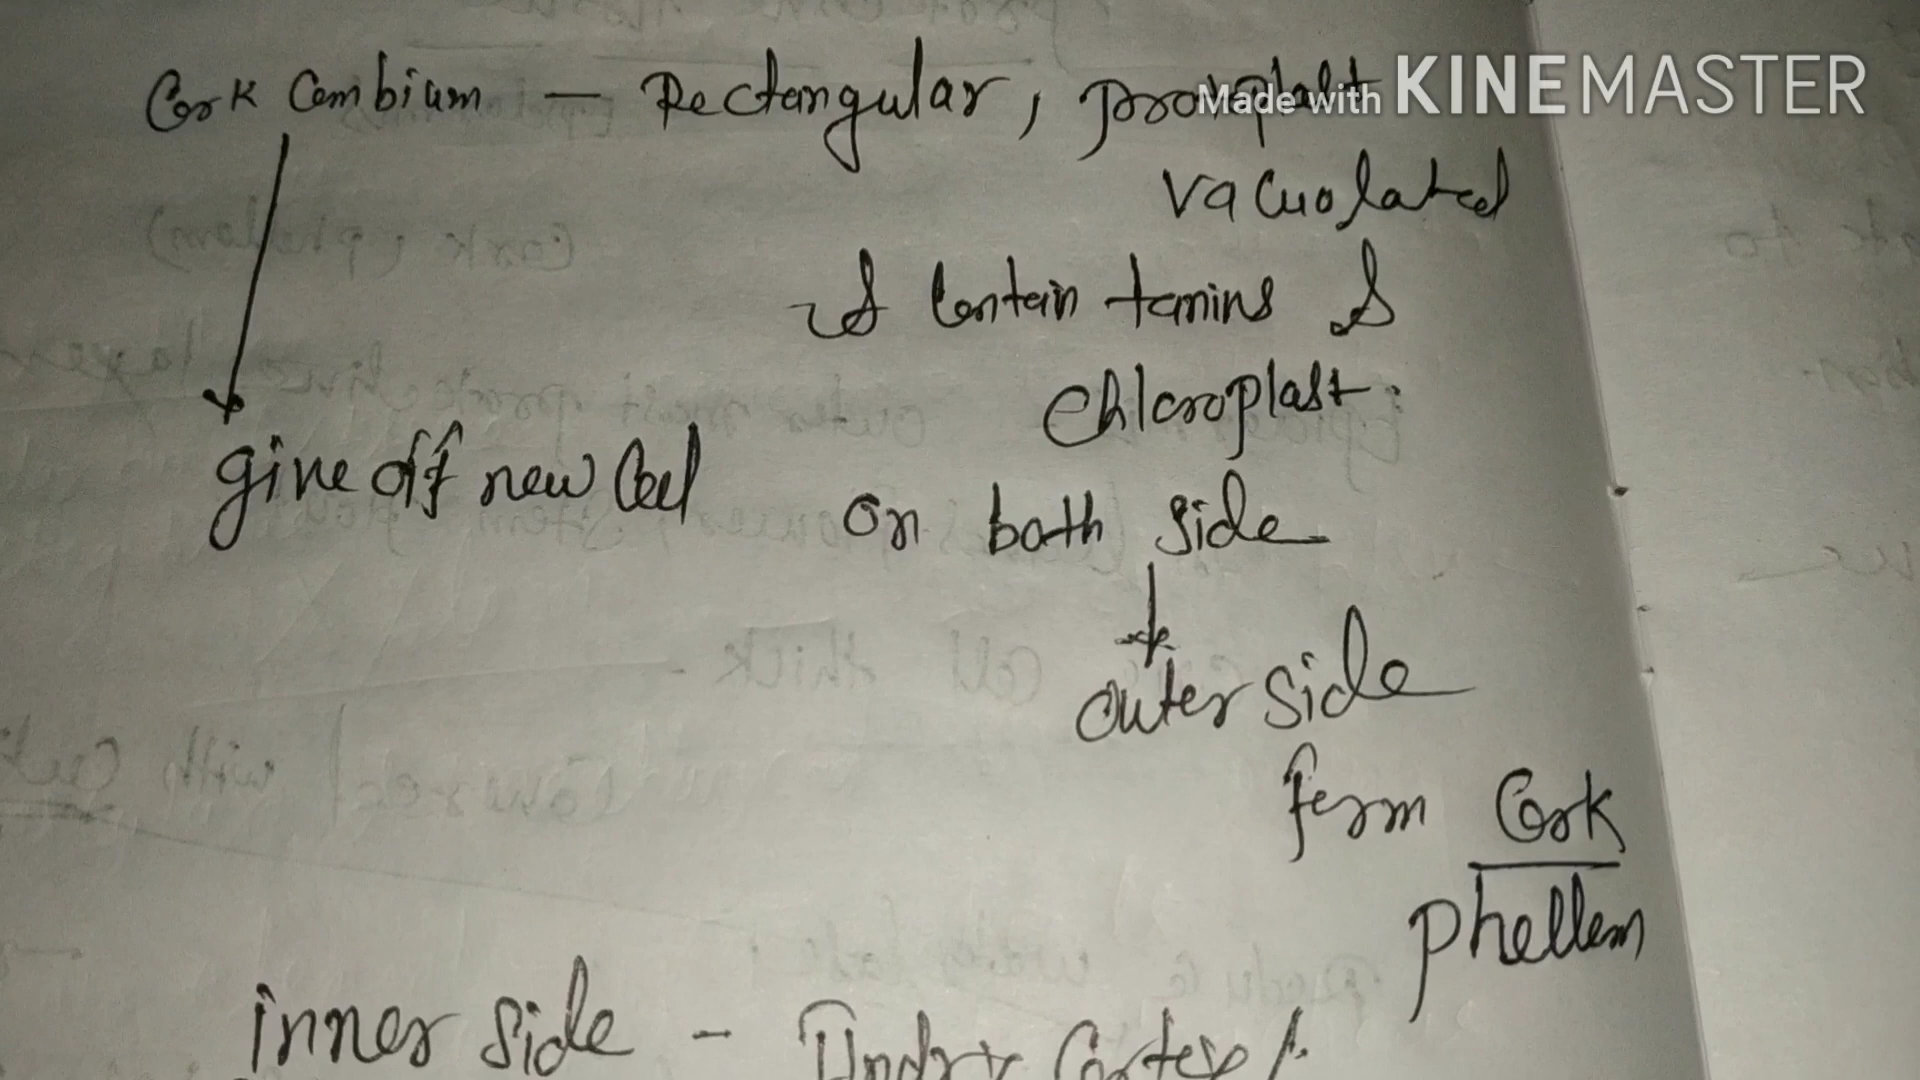 Cork Cambium - Rectangular, protoplast
Made with KINEMASTER
vacuolated
& Contain tanins &
chloroplast.
give off new Cell on both side
outer side
form Cork
Phellem
inner side -